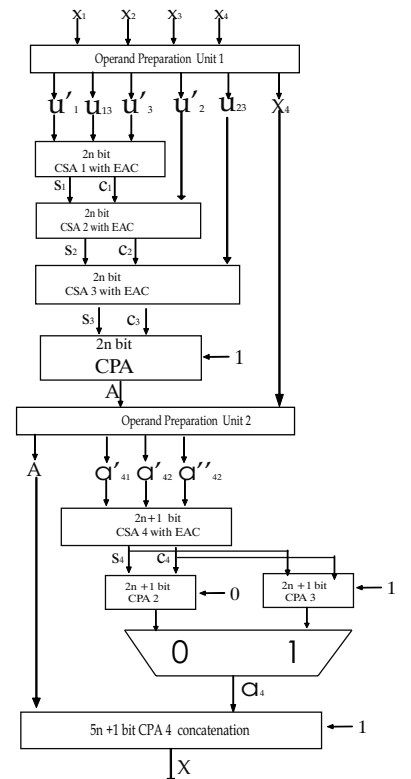 x₁ x₂ x₃ x₄
Operand Preparation Unit 1
u'₁ u₁₃ u'₃ u'₂ u₂₃ x₄
2n bit
CSA 1 with EAC
s₁ c₁
2n bit
CSA 2 with EAC
s₂ c₂
2n bit
CSA 3 with EAC
s₃ c₃
2n bit
CPA
1
A
Operand Preparation Unit 2
A a'₄₁ a'₄₂ a''₄₂
2n+1 bit
CSA 4 with EAC
s₄ c₄
2n +1 bit
CPA 2
0
2n +1 bit
CPA 3
1
0 1
a₄
5n +1 bit CPA 4 concatenation
1
X